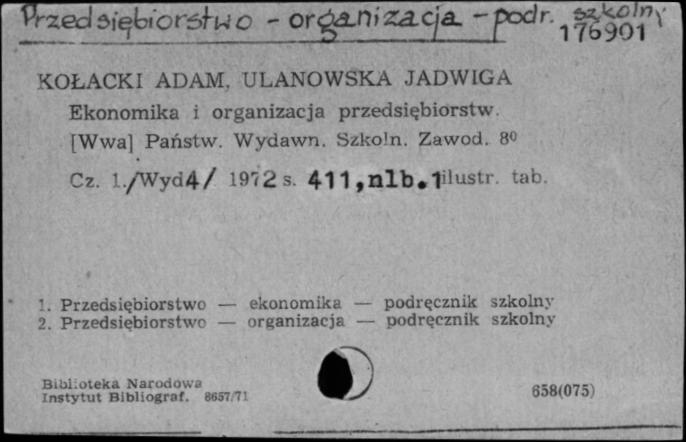 Przedsiębiorstwo - organizacja - podr. szkolny
176901
KOŁACKI ADAM, ULANOWSKA JADWIGA
Ekonomika i organizacja przedsiębiorstw.
[Wwa] Państw. Wydawn. Szkoln. Zawod. 8⁰
Cz. 1./Wyd4/ 1972 s. 411,nlb.1ilustr. tab.
1. Przedsiębiorstwo — ekonomika — podręcznik szkolny
2. Przedsiębiorstwo — organizacja — podręcznik szkolny
Biblioteka Narodowa
Instytut Bibliograf. 8657/71
658(075)